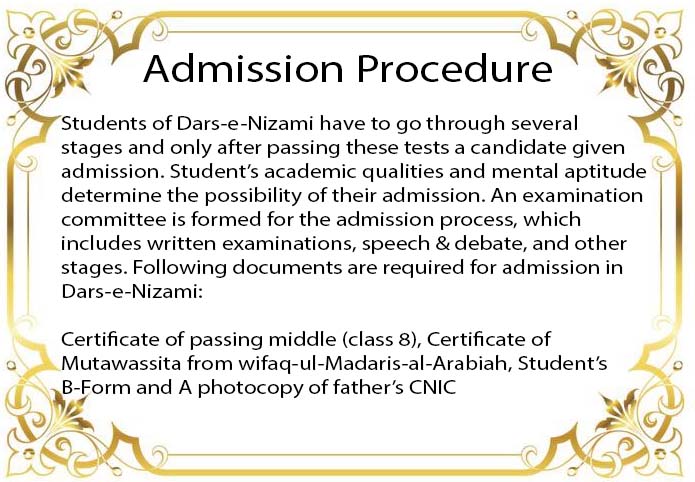 Admission Procedure
Students of Dars-e-Nizami have to go through several
stages and only after passing these tests a candidate given
admission. Student's academic qualities and mental aptitude
determine the possibility of their admission. An examination
committee is formed for the admission process, which
includes written examinations, speech & debate, and other
stages. Following documents are required for admission in
Dars-e-Nizami:
Certificate of passing middle (class 8), Certificate of
Mutawassita from wifaq-ul-Madaris-al-Arabiah, Student's
B-Form and A photocopy of father's CNIC